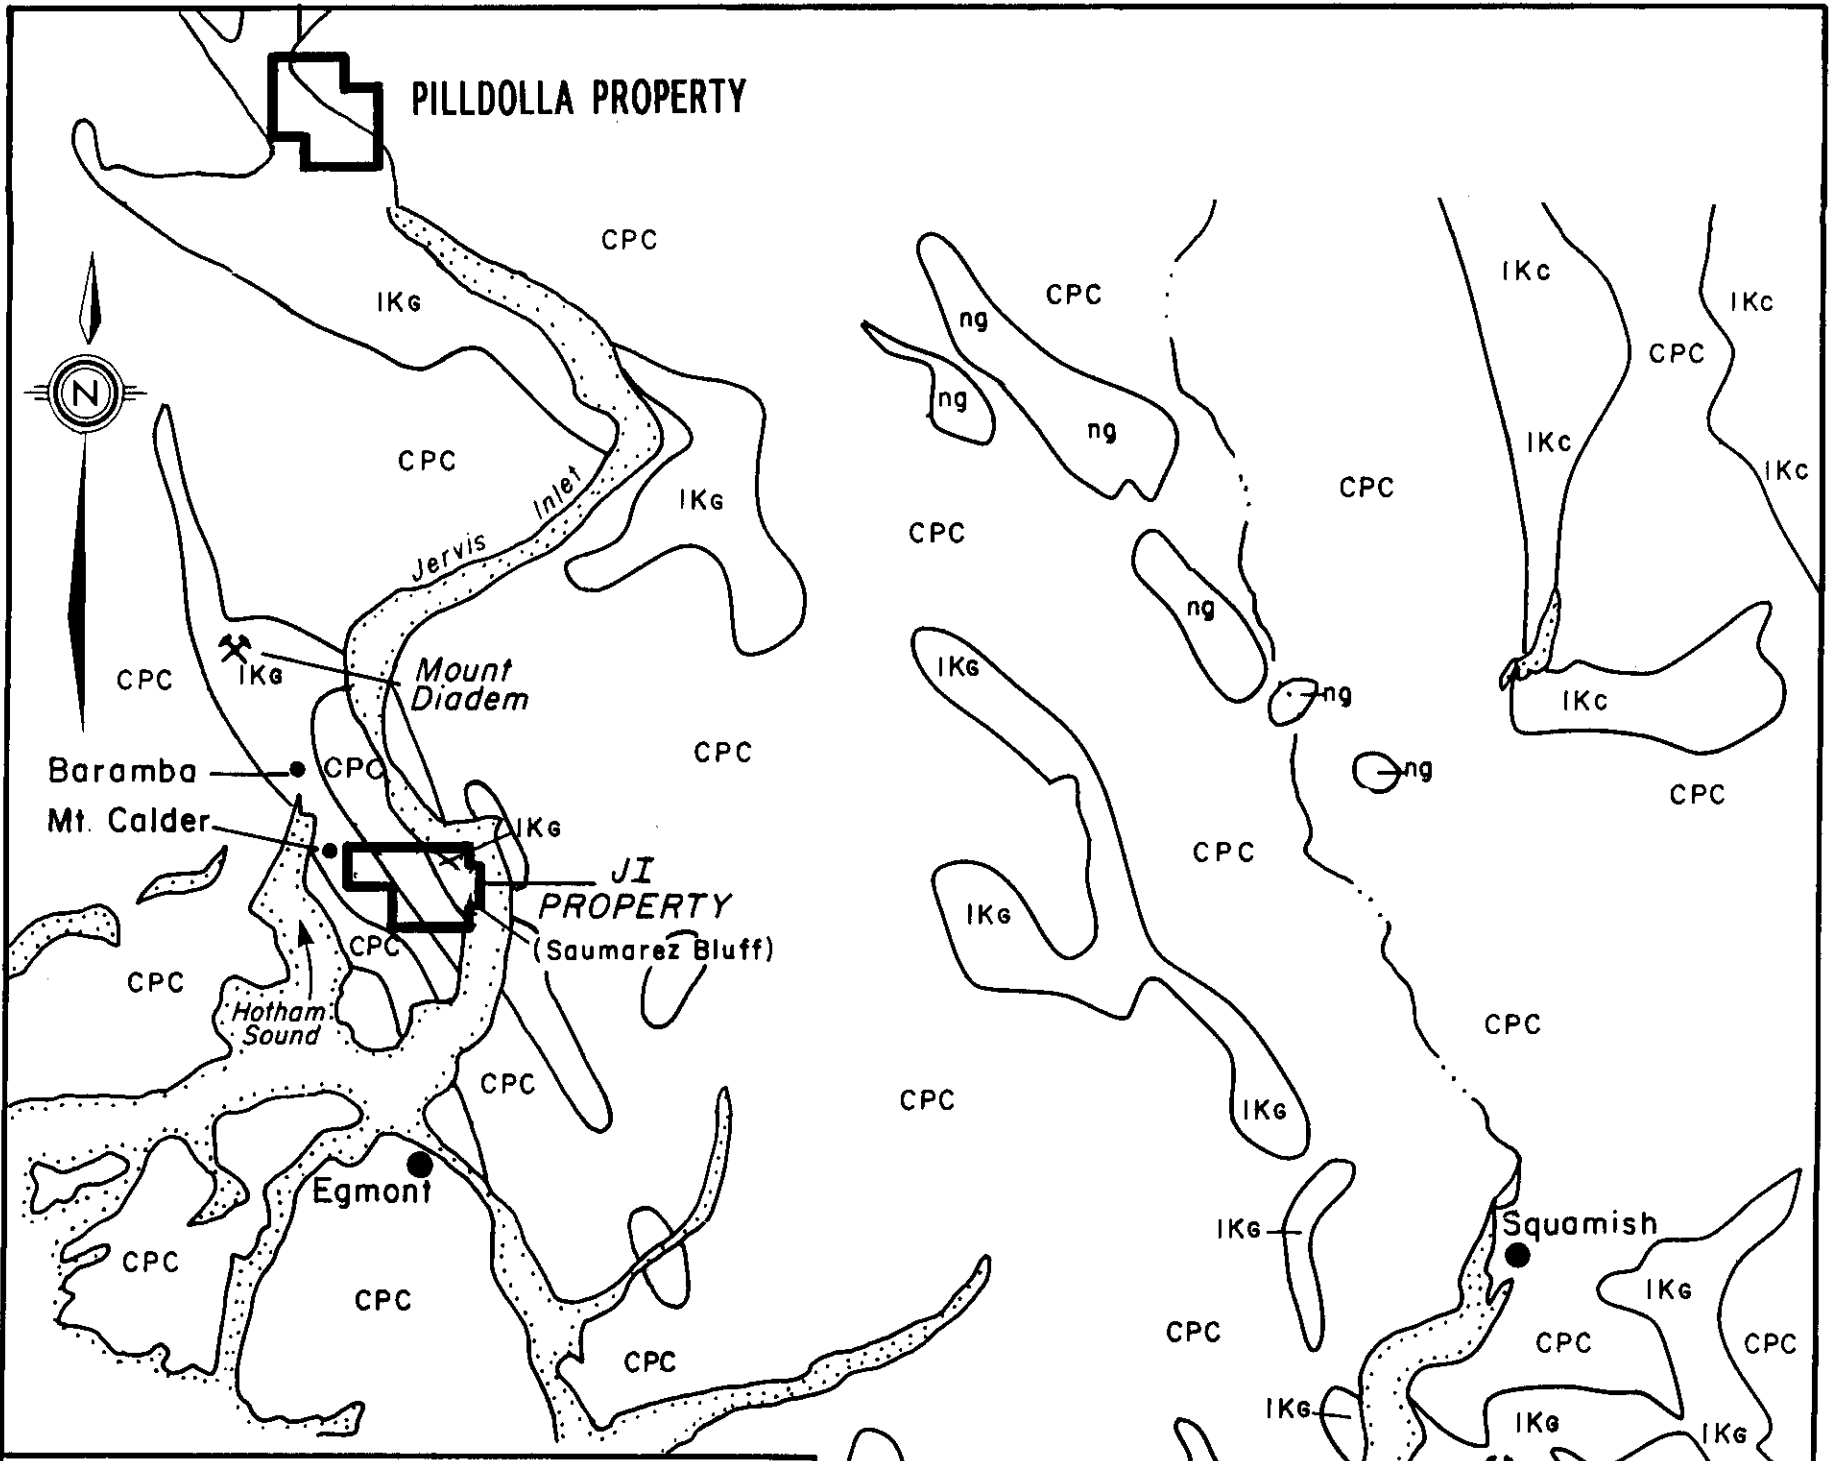 PILLDOLLA PROPERTY
CPC
IKc
CPC
IKG
IKc
ng
CPC
ng
CPC
ng
IKc
N
CPC
IKc
CPC
Inlet
IKG
CPC
Jervis
ng
IKG
Mount
Diadem
CPC
IKG
ng
IKc
CPC
Baramba
CPC
ng
CPC
Mt. Calder
IKG
CPC
JI
PROPERTY
IKG
CPC
(Saumarez Bluff)
CPC
Hotham
Sound
CPC
CPC
CPC
IKG
Egmont
IKG
Squamish
CPC
CPC
IKG
CPC
CPC
CPC
CPC
IKG
IKG
IKG